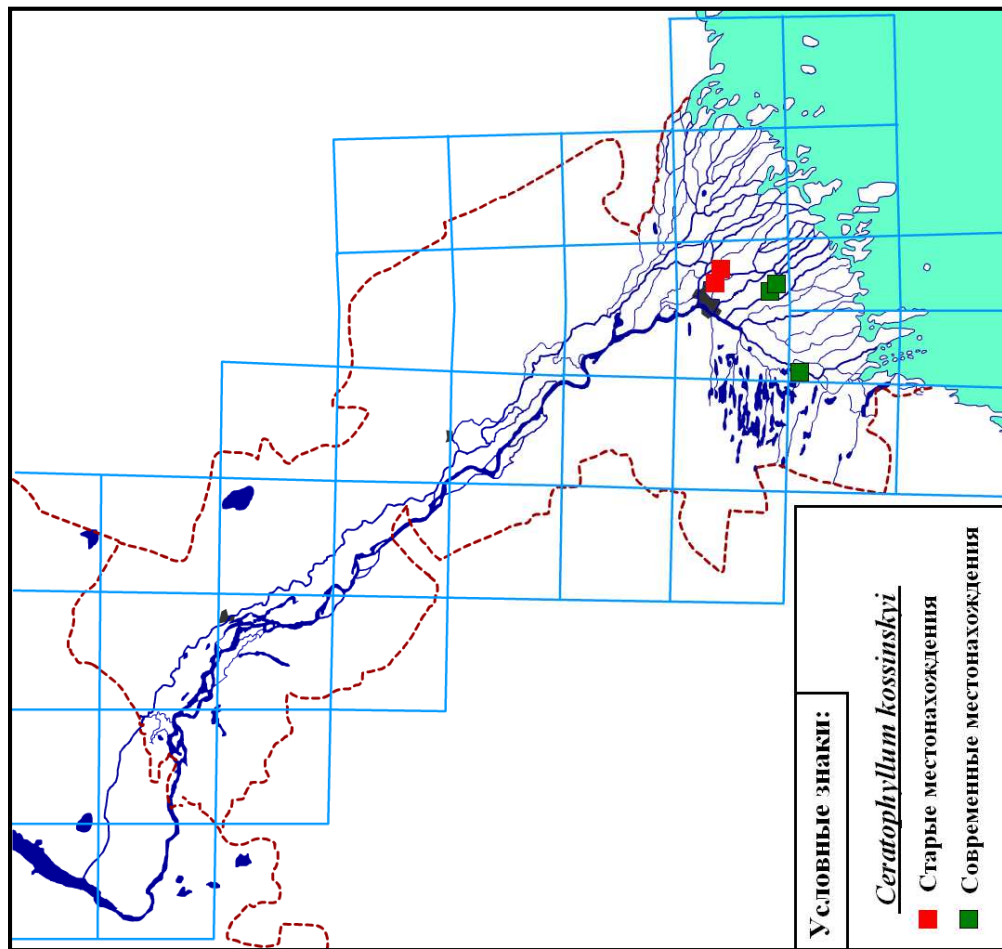 Условные знаки:
Ceratophyllum kossinskyi
Старые местонахождения
Современные местонахождения